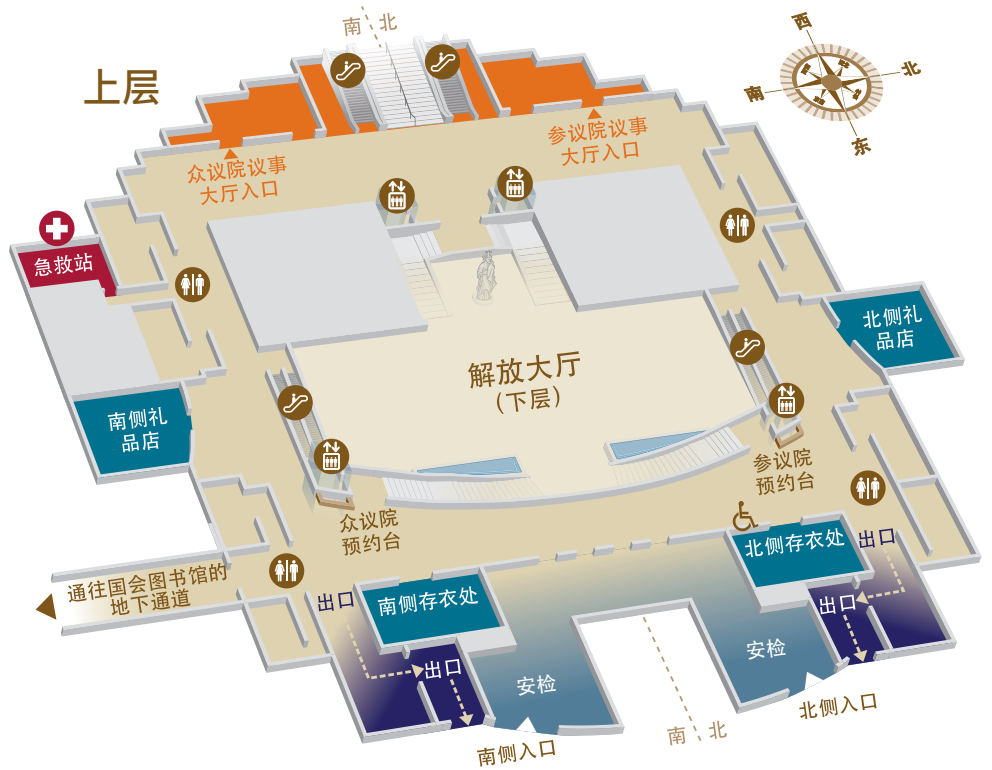 南 北
上层
西
北
南
东
众议院议事
大厅入口
参议院议事
大厅入口
急救站
北侧礼
品店
解放大厅
（下层）
南侧礼
品店
参议院
预约台
众议院
预约台
北侧存衣处
出口
通往国会图书馆的
地下通道
出口
南侧存衣处
出口
出口
安检
安检
北侧入口
南 北
南侧入口